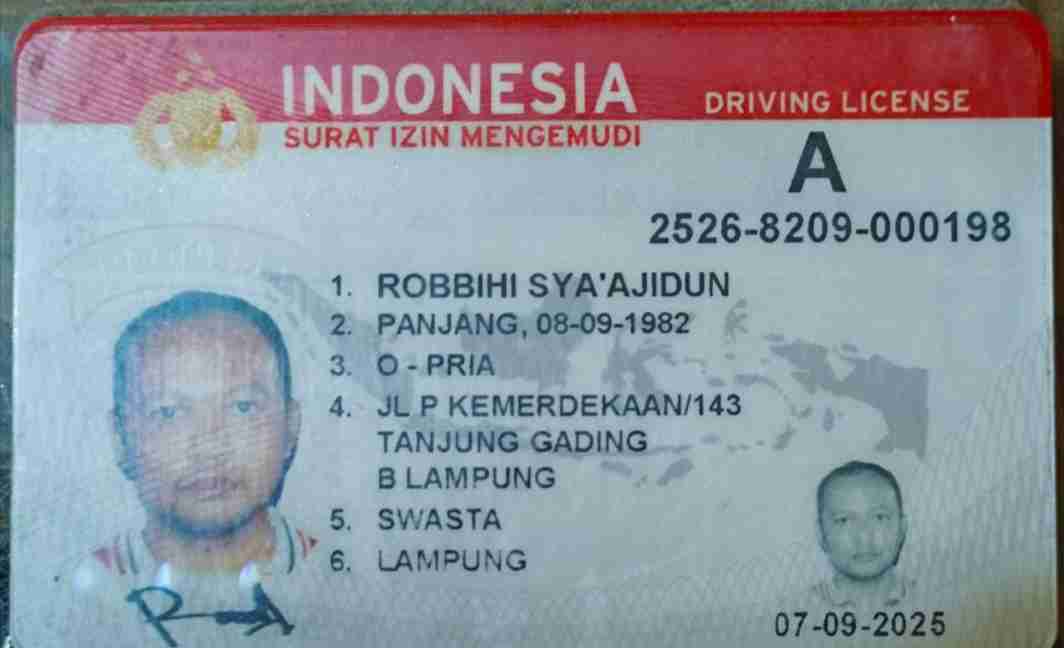 INDONESIA
SURAT IZIN MENGEMUDI
DRIVING LICENSE
A
2526-8209-000198
1. ROBBIHI SYA'AJIDUN
2. PANJANG, 08-09-1982
3. O - PRIA
4. JL P KEMERDEKAAN/143
TANJUNG GADING
B LAMPUNG
5. SWASTA
6. LAMPUNG
07-09-2025